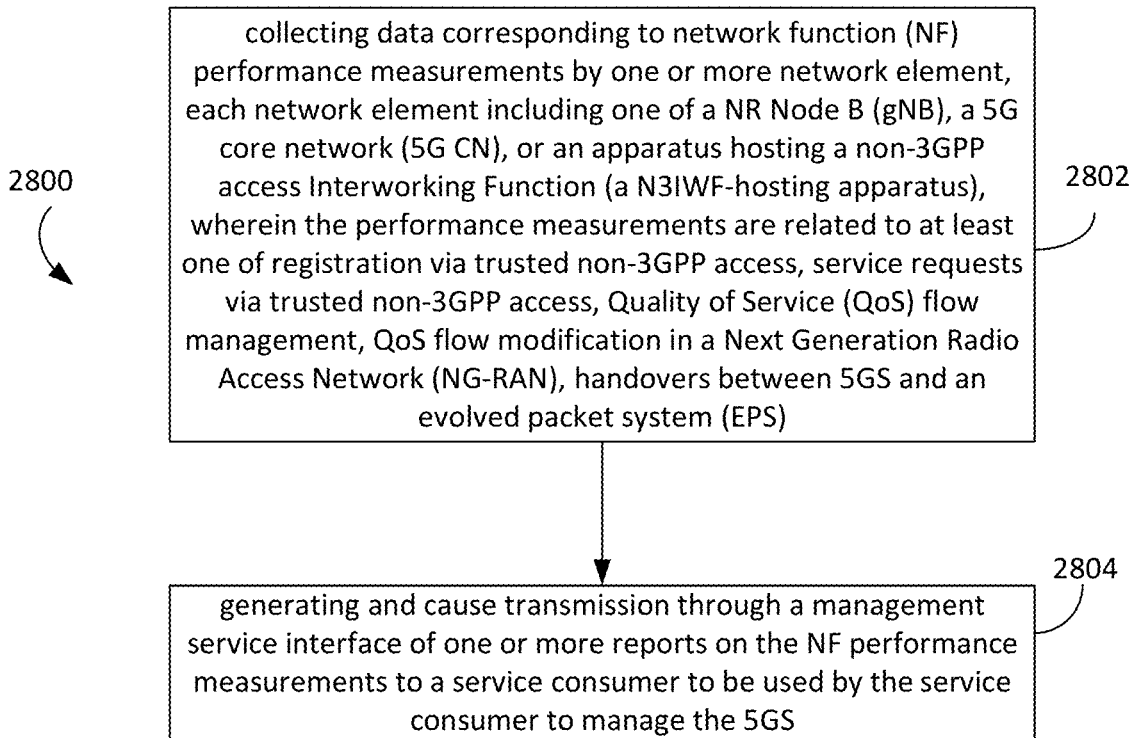 collecting data corresponding to network function (NF)
performance measurements by one or more network element,
each network element including one of a NR Node B (gNB), a 5G
core network (5G CN), or an apparatus hosting a non-3GPP
access Interworking Function (a N3IWF-hosting apparatus),
wherein the performance measurements are related to at least
one of registration via trusted non-3GPP access, service requests
via trusted non-3GPP access, Quality of Service (QoS) flow
management, QoS flow modification in a Next Generation Radio
Access Network (NG-RAN), handovers between 5GS and an
evolved packet system (EPS)
2800
2802
2804
generating and cause transmission through a management
service interface of one or more reports on the NF performance
measurements to a service consumer to be used by the service
consumer to manage the 5GS